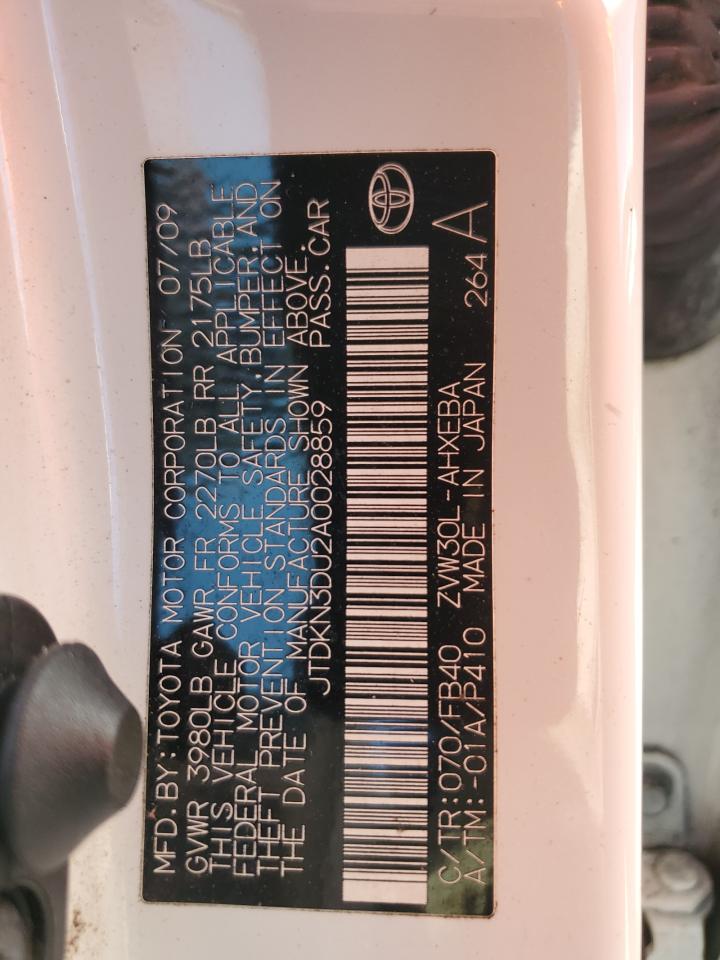 MFD. BY: TOYOTA MOTOR CORPORATION 07/09
GVWR 3980LB GAWR FR 2270LB RR 2175LB
THIS VEHICLE CONFORMS TO ALL APPLICABLE
FEDERAL MOTOR VEHICLE SAFETY, BUMPER, AND
THEFT PREVENTION STANDARDS IN EFFECT ON
THE DATE OF MANUFACTURE SHOWN ABOVE.
JTDKN3DU2A0028859 PASS. CAR
C/TR: 070/FB40 ZVW30L-AHXEBA
A/TM: -01A/P410 MADE IN JAPAN 264 A